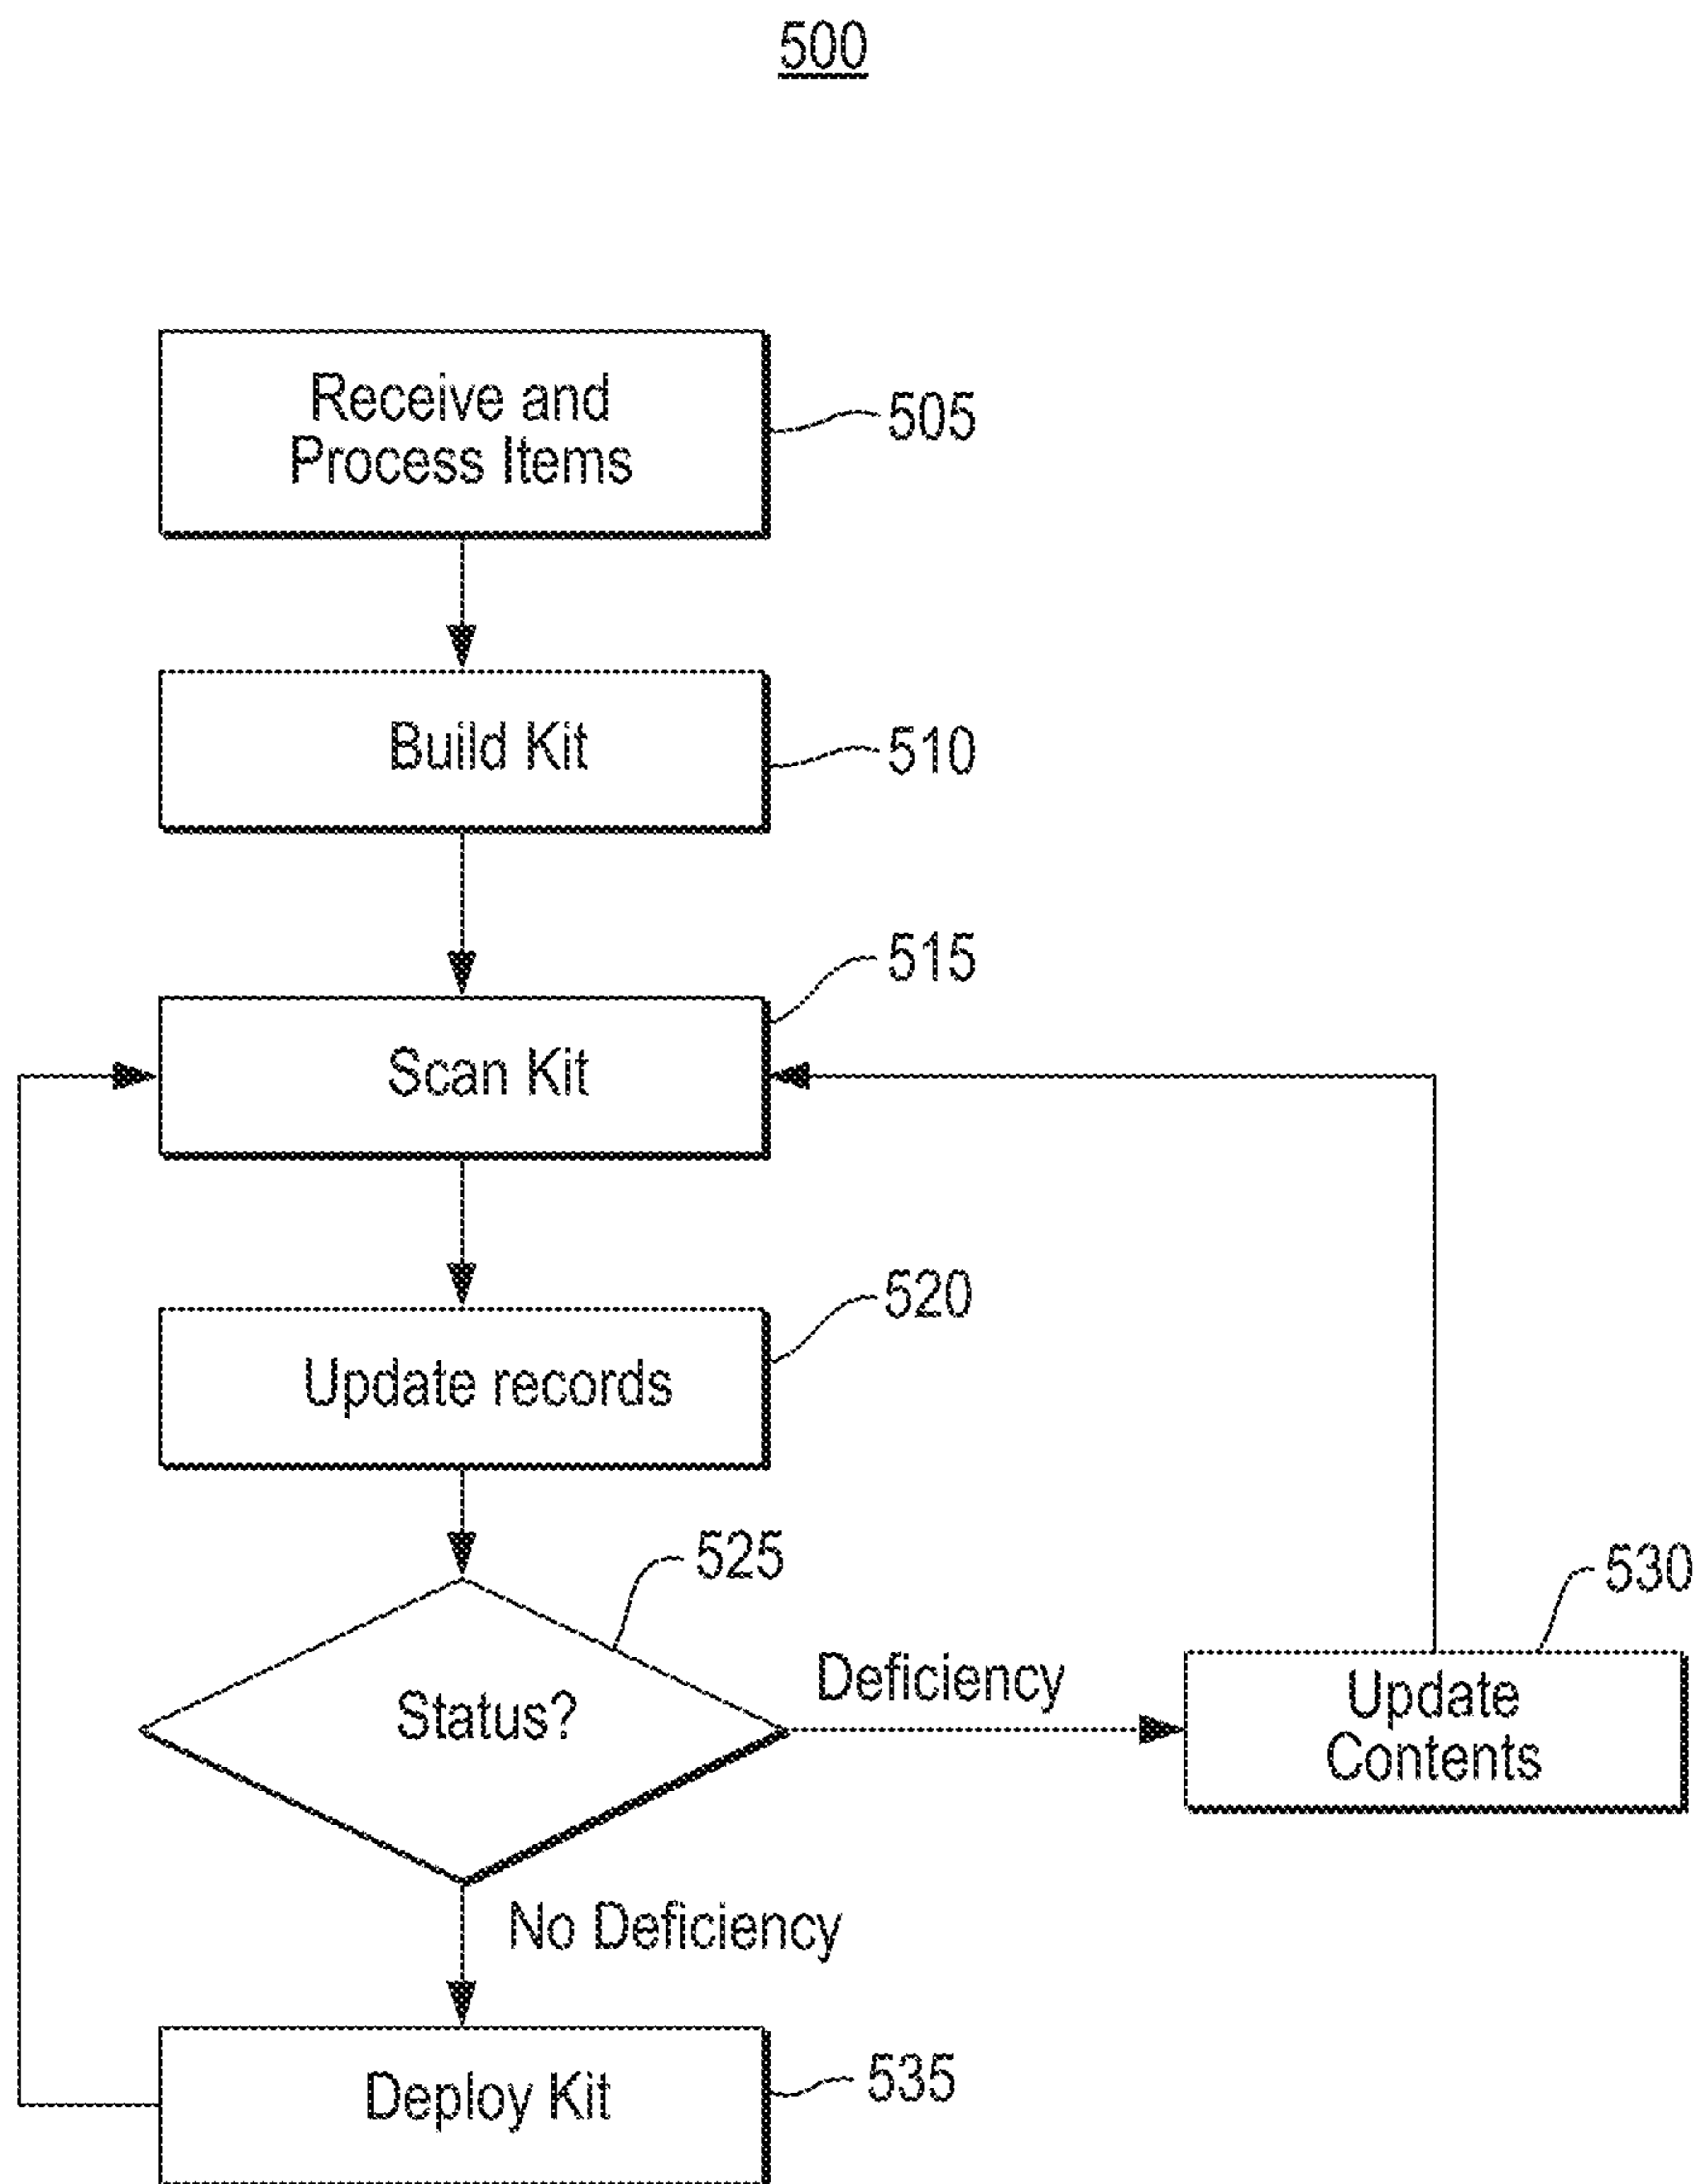 500
Receive and
Process Items
505
Build Kit
510
515
Scan Kit
520
Update records
525
Status?
Deficiency
530
Update
Contents
No Deficiency
Deploy Kit
535